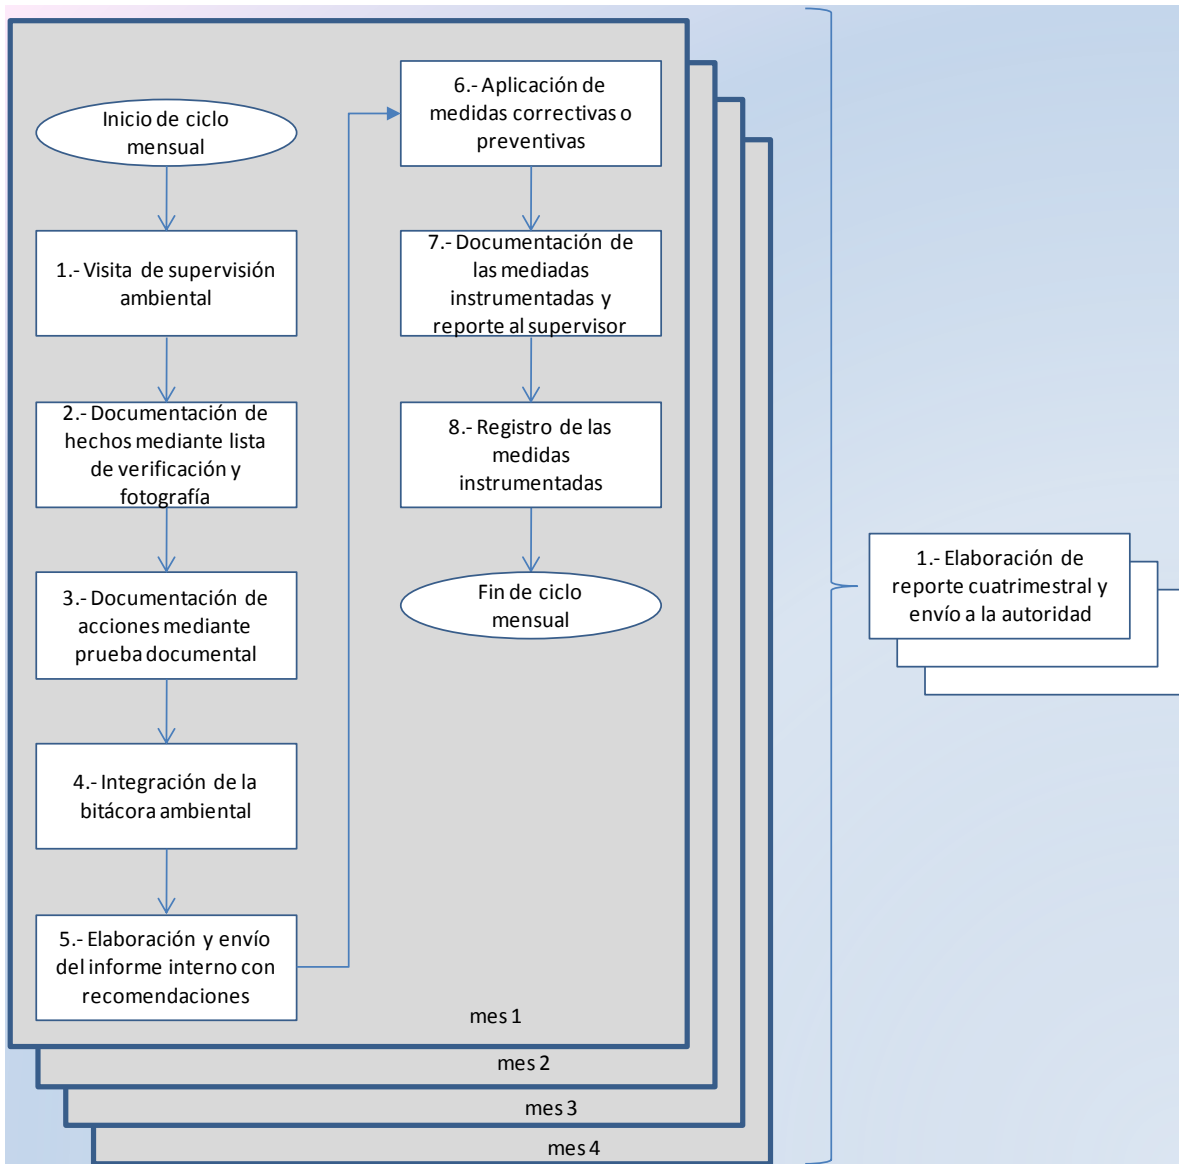 Inicio de ciclo
mensual
1.- Visita de supervisión
ambiental
2.- Documentación de
hechos mediante lista
de verificación y
fotografía
3.- Documentación de
acciones mediante
prueba documental
4.- Integración de la
bitácora ambiental
5.- Elaboración y envío
del informe interno con
recomendaciones
6.- Aplicación de
medidas correctivas o
preventivas
7.- Documentación de
las mediadas
instrumentadas y
reporte al supervisor
8.- Registro de las
medidas
instrumentadas
Fin de ciclo
mensual
mes 1
mes 2
mes 3
mes 4
1.- Elaboración de
reporte cuatrimestral y
envío a la autoridad